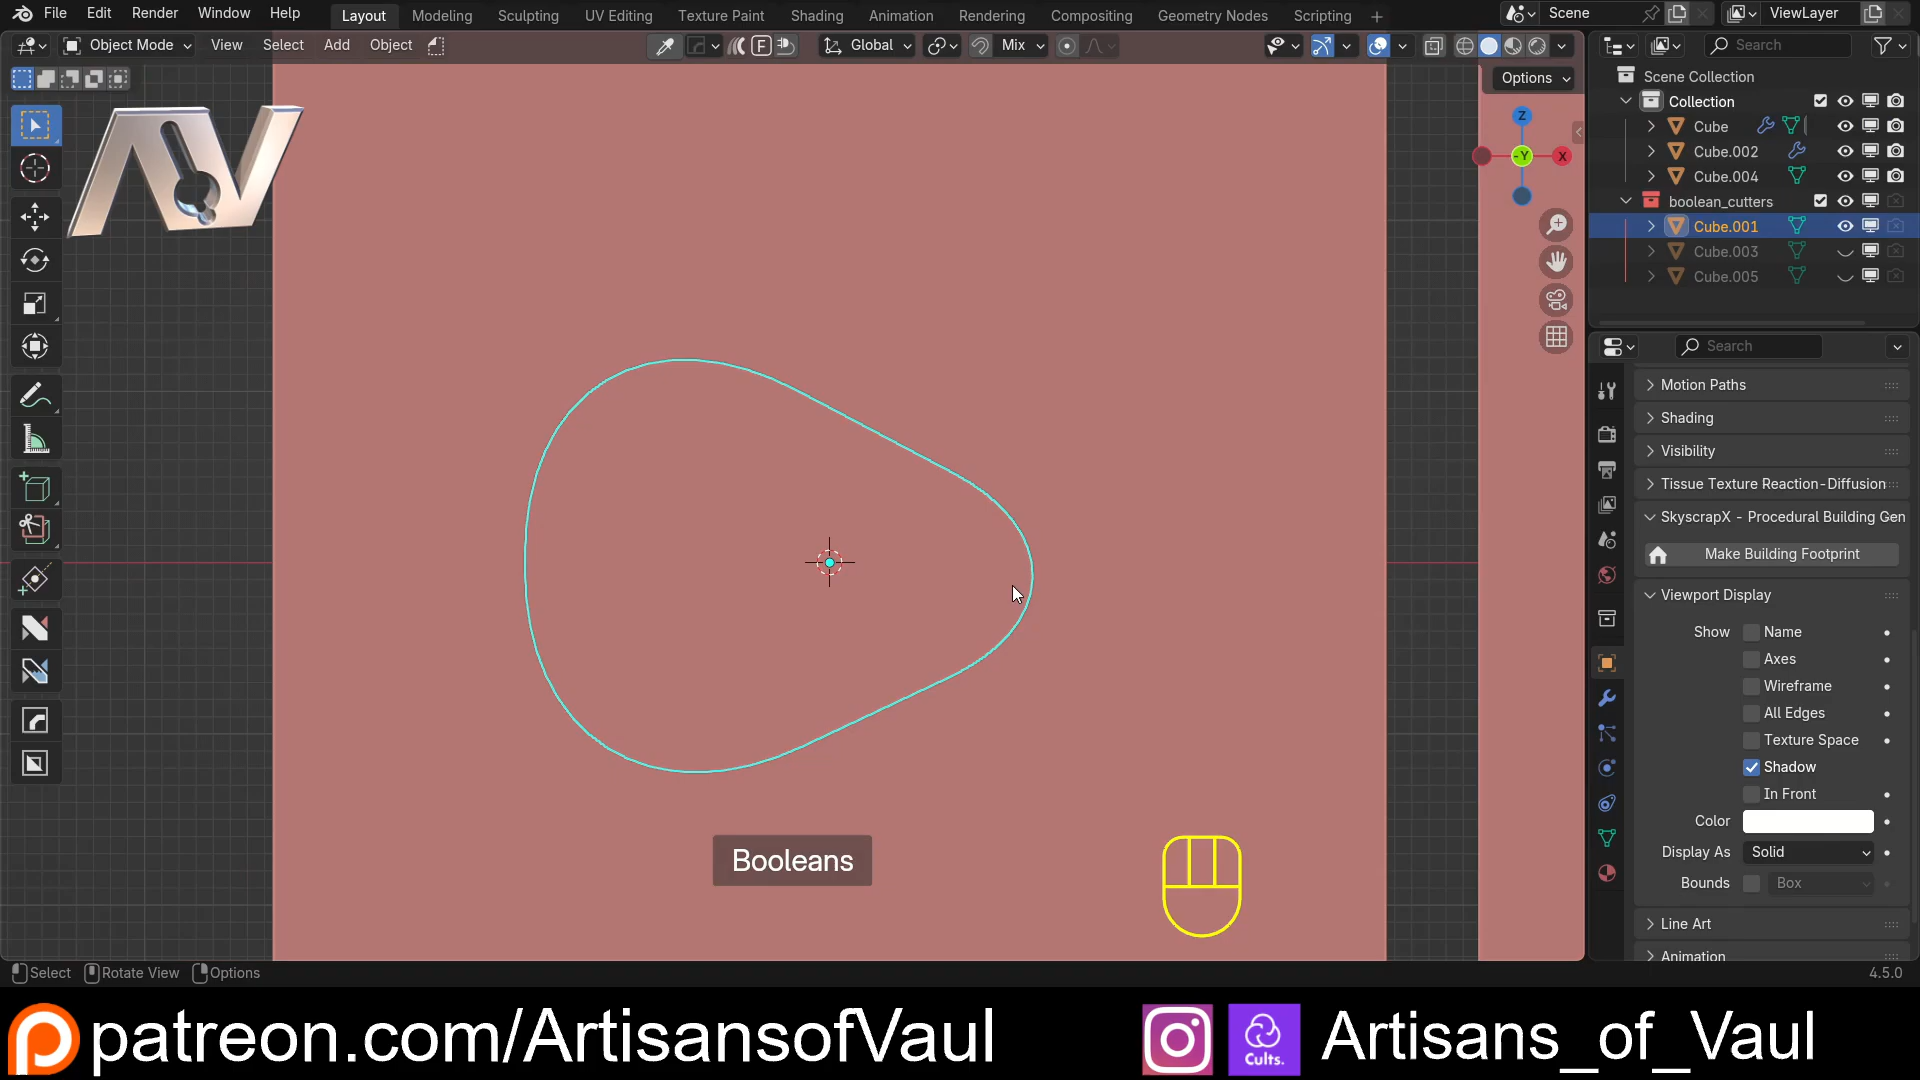 File Edit Render Window Help Layout Modeling Sculpting UV Editing Texture Paint Shading Animation Rendering Compositing Geometry Nodes Scripting + Scene ViewLayer
Object Mode View Select Add Object F Global Mix Search
Options
Scene Collection
Collection
Cube
Cube.002
Cube.004
boolean_cutters
Cube.001
Cube.003
Cube.005
Z
-Y
X
AV
Search
Motion Paths
Shading
Visibility
Tissue Texture Reaction-Diffusion
SkyscrapX - Procedural Building Gen
Make Building Footprint
Viewport Display
Show Name
Axes
Wireframe
All Edges
Texture Space
Shadow
In Front
Color
Display As Solid
Bounds Box
Line Art
Animation
Booleans
Select Rotate View Options 4.5.0
patreon.com/ArtisansofVaul Cults. Artisans_of_Vaul